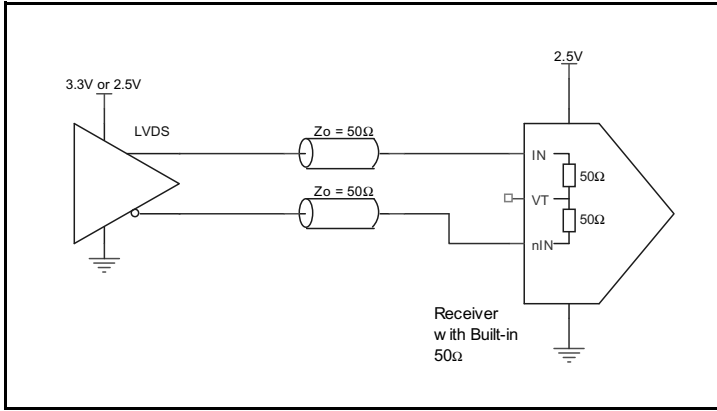 2.5V
3.3V or 2.5V
LVDS
Zo = 50Ω
IN
50Ω
Zo = 50Ω
VT
50Ω
nIN
Receiver
with Built-in
50Ω